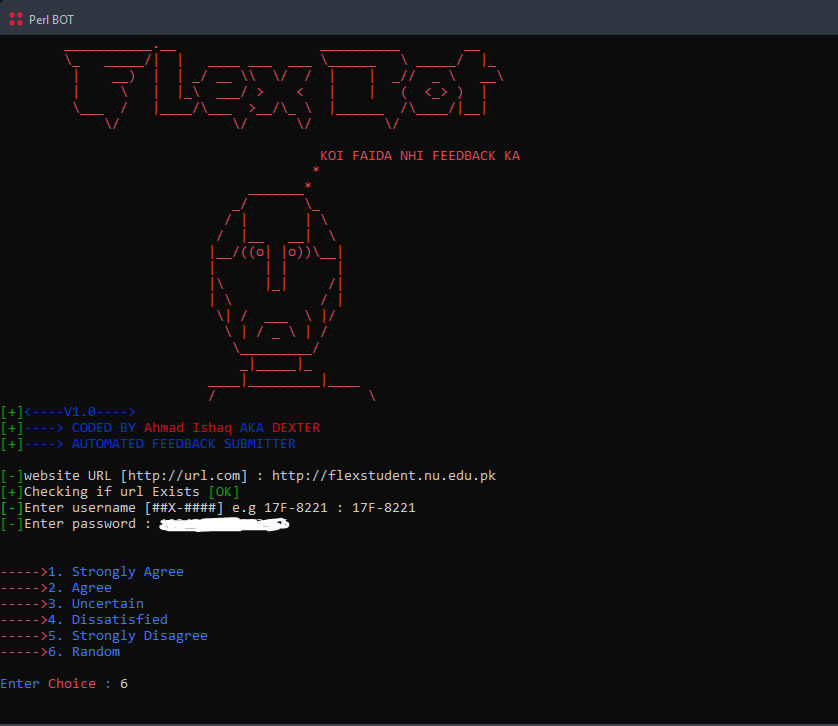 Perl BOT
Flex Bot
KOI FAIDA NHI FEEDBACK KA
[+]<----V1.0---->
[+]----> CODED BY Ahmad Ishaq AKA DEXTER
[+]----> AUTOMATED FEEDBACK SUBMITTER
[-]website URL [http://url.com] : http://flexstudent.nu.edu.pk
[+]Checking if url Exists [OK]
[-]Enter username [##X-####] e.g 17F-8221 : 17F-8221
[-]Enter password :
----->1. Strongly Agree
----->2. Agree
----->3. Uncertain
----->4. Dissatisfied
----->5. Strongly Disagree
----->6. Random
Enter Choice : 6